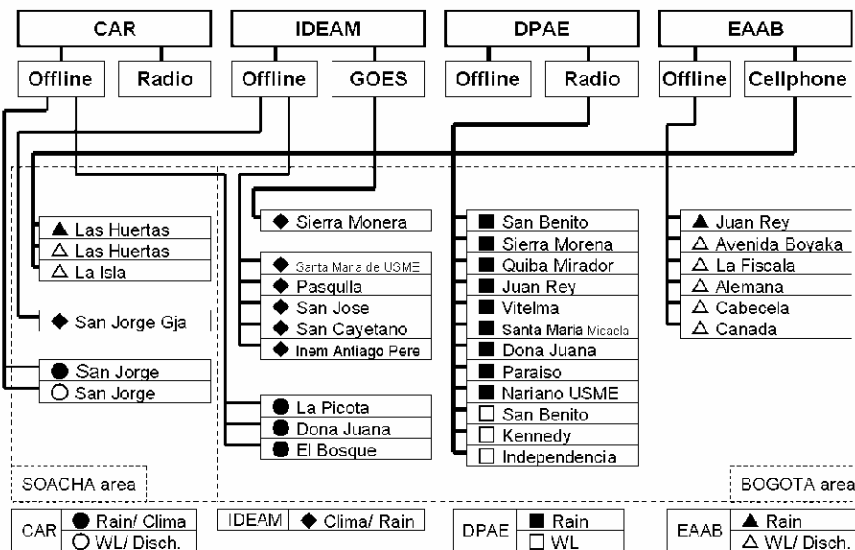 CAR
IDEAM
DPAE
EAAB
Offline
Radio
Offline
GOES
Offline
Radio
Offline
Cellphone
Las Huertas
Las Huertas
La Isla
San Jorge Gja
San Jorge
San Jorge
Sierra Monera
Santa Maria de USME
Pasqulla
San Jose
San Cayetano
Inem Antiago Pere
La Picota
Dona Juana
El Bosque
San Benito
Sierra Morena
Quiba Mirador
Juan Rey
Vitelma
Santa Maria Micaela
Dona Juana
Paraiso
Nariano USME
San Benito
Kennedy
Independencia
Juan Rey
Avenida Boyaka
La Fiscala
Alemana
Cabecela
Canada
SOACHA area
BOGOTA area
CAR
Rain/ Clima
WL/ Disch.
IDEAM
Clima/ Rain
DPAE
Rain
WL
EAAB
Rain
WL/ Disch.